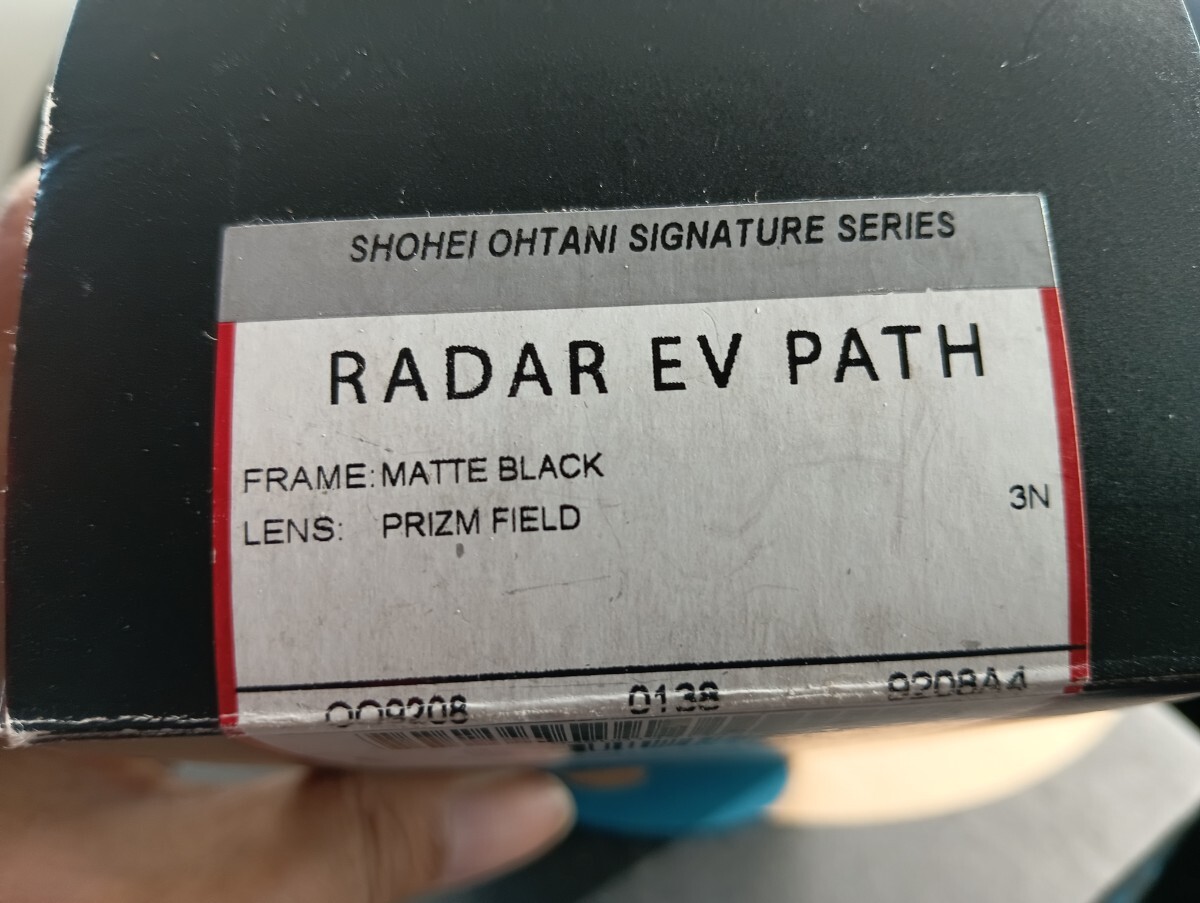 SHOHEI OHTANI SIGNATURE SERIES
RADAR EV PATH
FRAME: MATTE BLACK
LENS: PRIZM FIELD
3N
OO9208 0138 9208A4